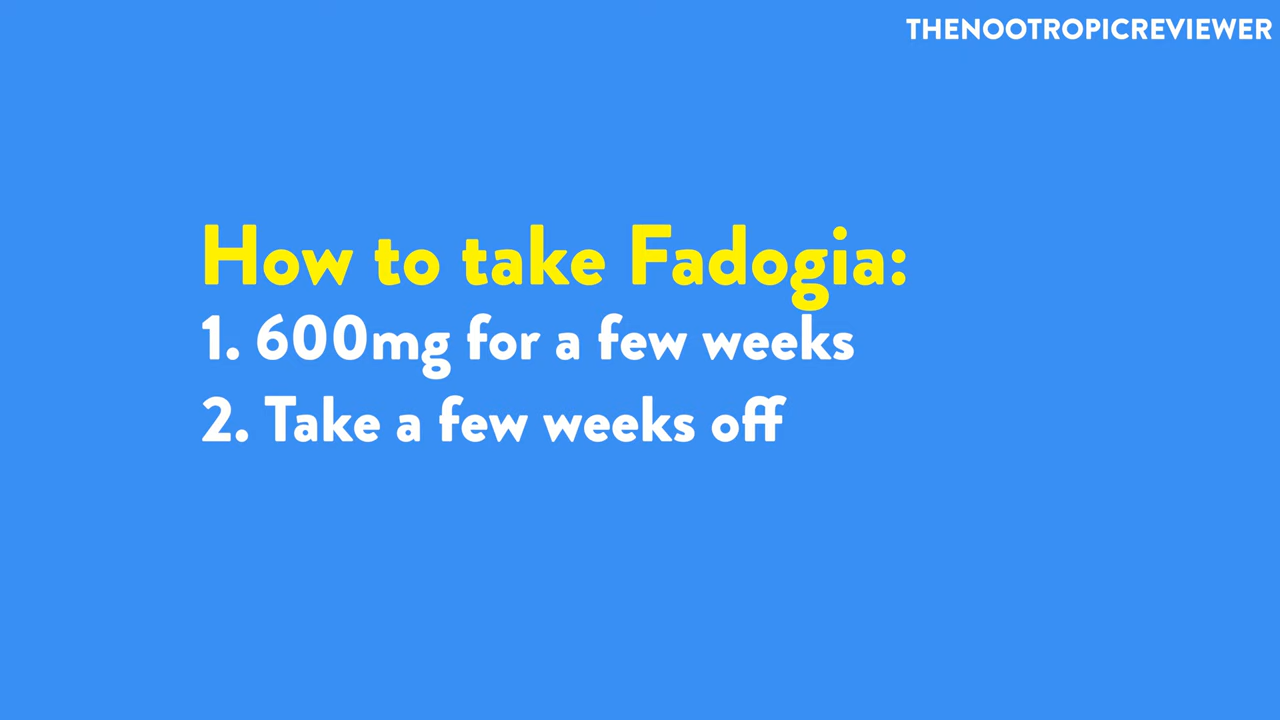 THENOOTROPICREVIEWER
How to take Fadogia:
1. 600mg for a few weeks
2. Take a few weeks off